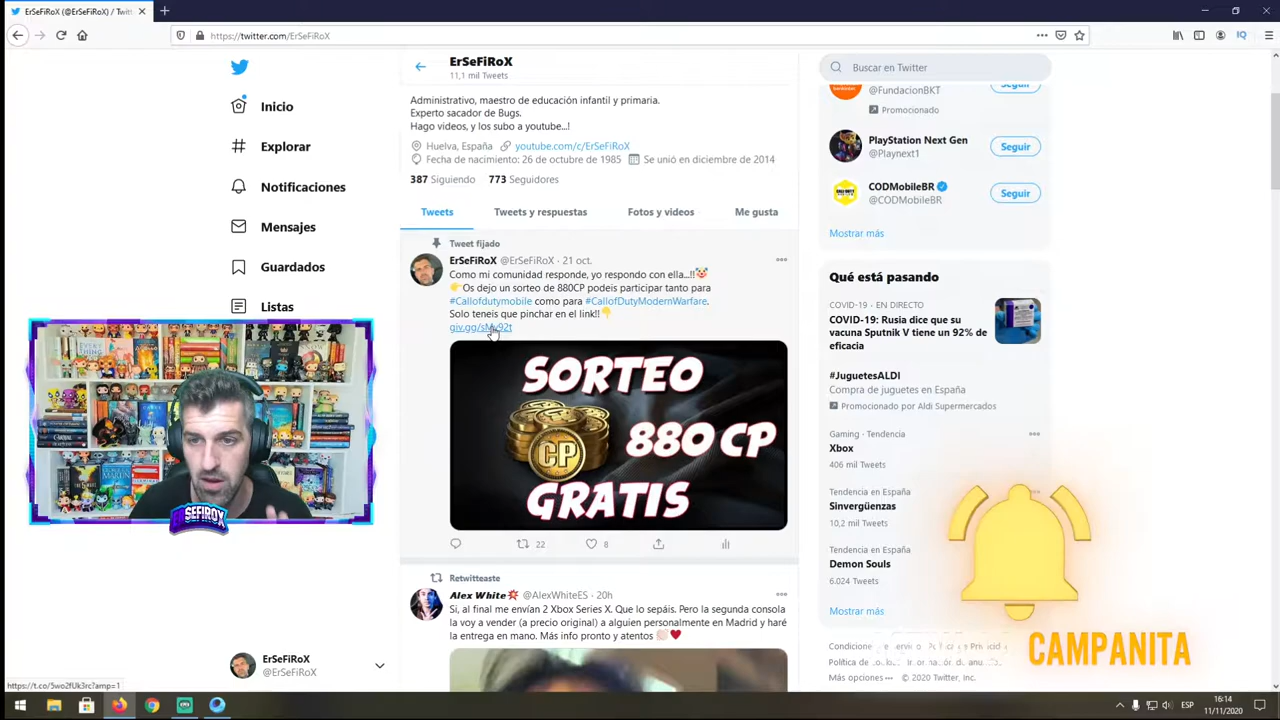 ErSeFiRoX (@ErSeFiRoX) / Twitt
https://twitter.com/ErSeFiRoX
Inicio
Explorar
Notificaciones
Mensajes
Guardados
Listas
ErSeFiRoX
@ErSeFiRoX
https://t.co/5wo2fUk3rc?amp=1
ERSEFIROX
ErSeFiRoX
11,1 mil Tweets
Administrativo, maestro de educación infantil y primaria.
Experto sacador de Bugs.
Hago videos, y los subo a youtube...!
Huelva, España youtube.com/c/ErSeFiRoX
Fecha de nacimiento: 26 de octubre de 1985 Se unió en diciembre de 2014
387 Siguiendo 773 Seguidores
Tweets Tweets y respuestas Fotos y videos Me gusta
Tweet fijado
ErSeFiRoX @ErSeFiRoX · 21 oct.
Como mi comunidad responde, yo respondo con ella...!!🤡
👉Os dejo un sorteo de 880CP podeis participar tanto para
#Callofdutymobile como para #CallofDutyModernWarfare.
Solo teneis que pinchar en el link!!👇
SORTEO
CP
880 CP
GRATIS
22 8
Retwitteaste
Alex White💥 @AlexWhiteES · 20h
Si, al final me envían 2 Xbox Series X. Que lo sepáis. Pero la segunda consola
la voy a vender (a precio original) a alguien personalmente en Madrid y haré
la entrega en mano. Más info pronto y atentos
Buscar en Twitter
@FundacionBKT Seguir
Promocionado
PlayStation Next Gen
@Playnext1
Seguir
CODMobileBR
@CODMobileBR
Seguir
Mostrar más
Qué está pasando
COVID-19 · EN DIRECTO
COVID-19: Rusia dice que su
vacuna Sputnik V tiene un 92% de
eficacia
#JuguetesALDI
Compra de juguetes en España
Promocionado por Aldi Supermercados
Gaming · Tendencia
Xbox
406 mil Tweets
Tendencia en España
Sinvergüenzas
10,2 mil Tweets
Tendencia en España
Demon Souls
6.024 Tweets
Mostrar más
Más opciones © 2020 Twitter, Inc.
CAMPANITA
ESP
16:14
11/11/2020